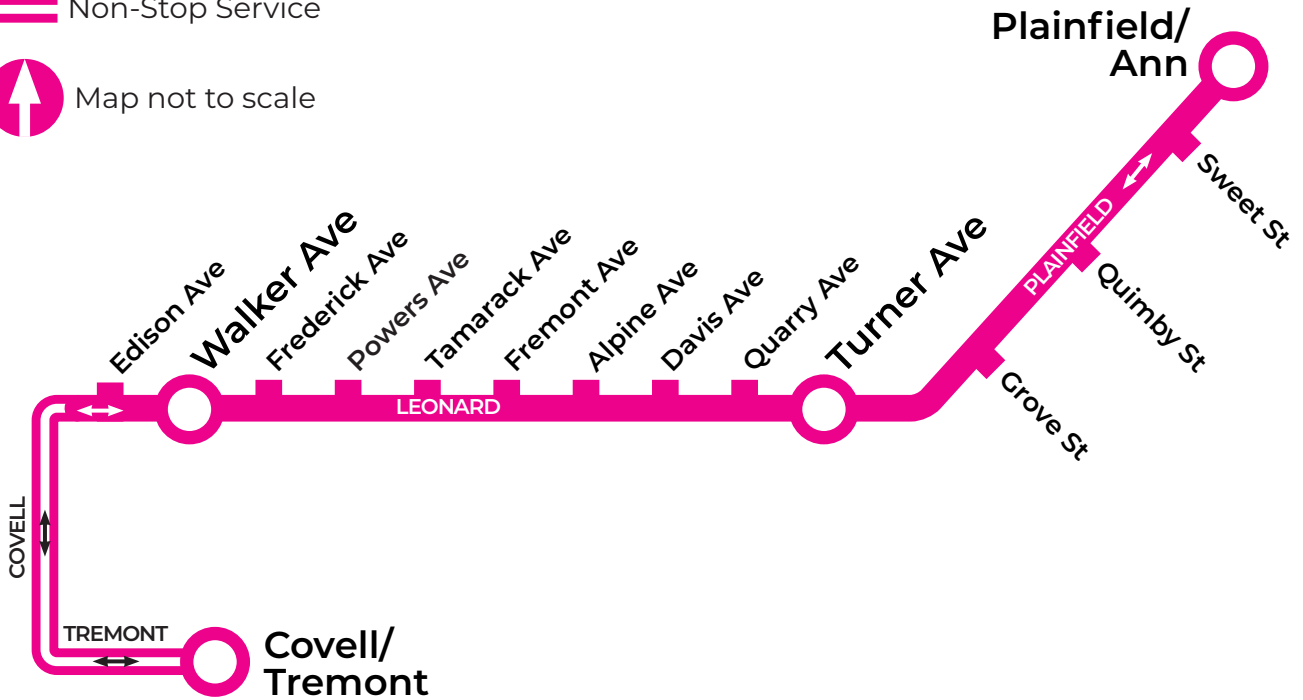 Non-Stop Service
Map not to scale
Plainfield/
Ann
Sweet St
PLAINFIELD
Quimby St
Grove St
Edison Ave
Walker Ave
Frederick Ave
Powers Ave
Tamarack Ave
Fremont Ave
Alpine Ave
Davis Ave
Quarry Ave
Turner Ave
LEONARD
COVELL
TREMONT
Covell/
Tremont